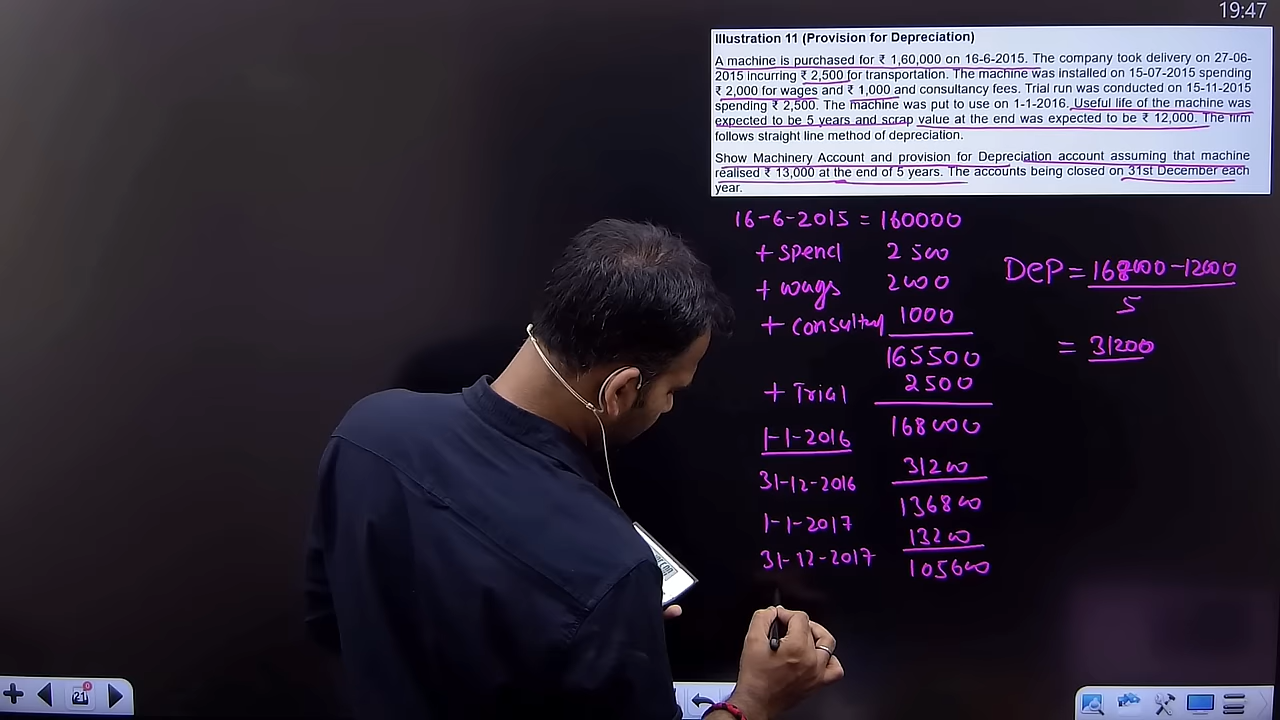 19:47
Illustration 11 (Provision for Depreciation)
A machine is purchased for ₹ 1,60,000 on 16-6-2015. The company took delivery on 27-06-
2015 incurring ₹ 2,500 for transportation. The machine was installed on 15-07-2015 spending
₹ 2,000 for wages and ₹ 1,000 and consultancy fees. Trial run was conducted on 15-11-2015
spending ₹ 2,500. The machine was put to use on 1-1-2016. Useful life of the machine was
expected to be 5 years and scrap value at the end was expected to be ₹ 12,000. The firm
follows straight line method of depreciation.
Show Machinery Account and provision for Depreciation account assuming that machine
realised ₹ 13,000 at the end of 5 years. The accounts being closed on 31st December each
year.
16-6-2015 = 160000
+ spend 2500
+ wags 2000
+ consultay 1000
165500
+ Trial 2500
1-1-2016 168000
31-12-2016 31200
1-1-2017 136800
13200
31-12-2017 105600
DeP = 168000-12000
5
= 31200
21